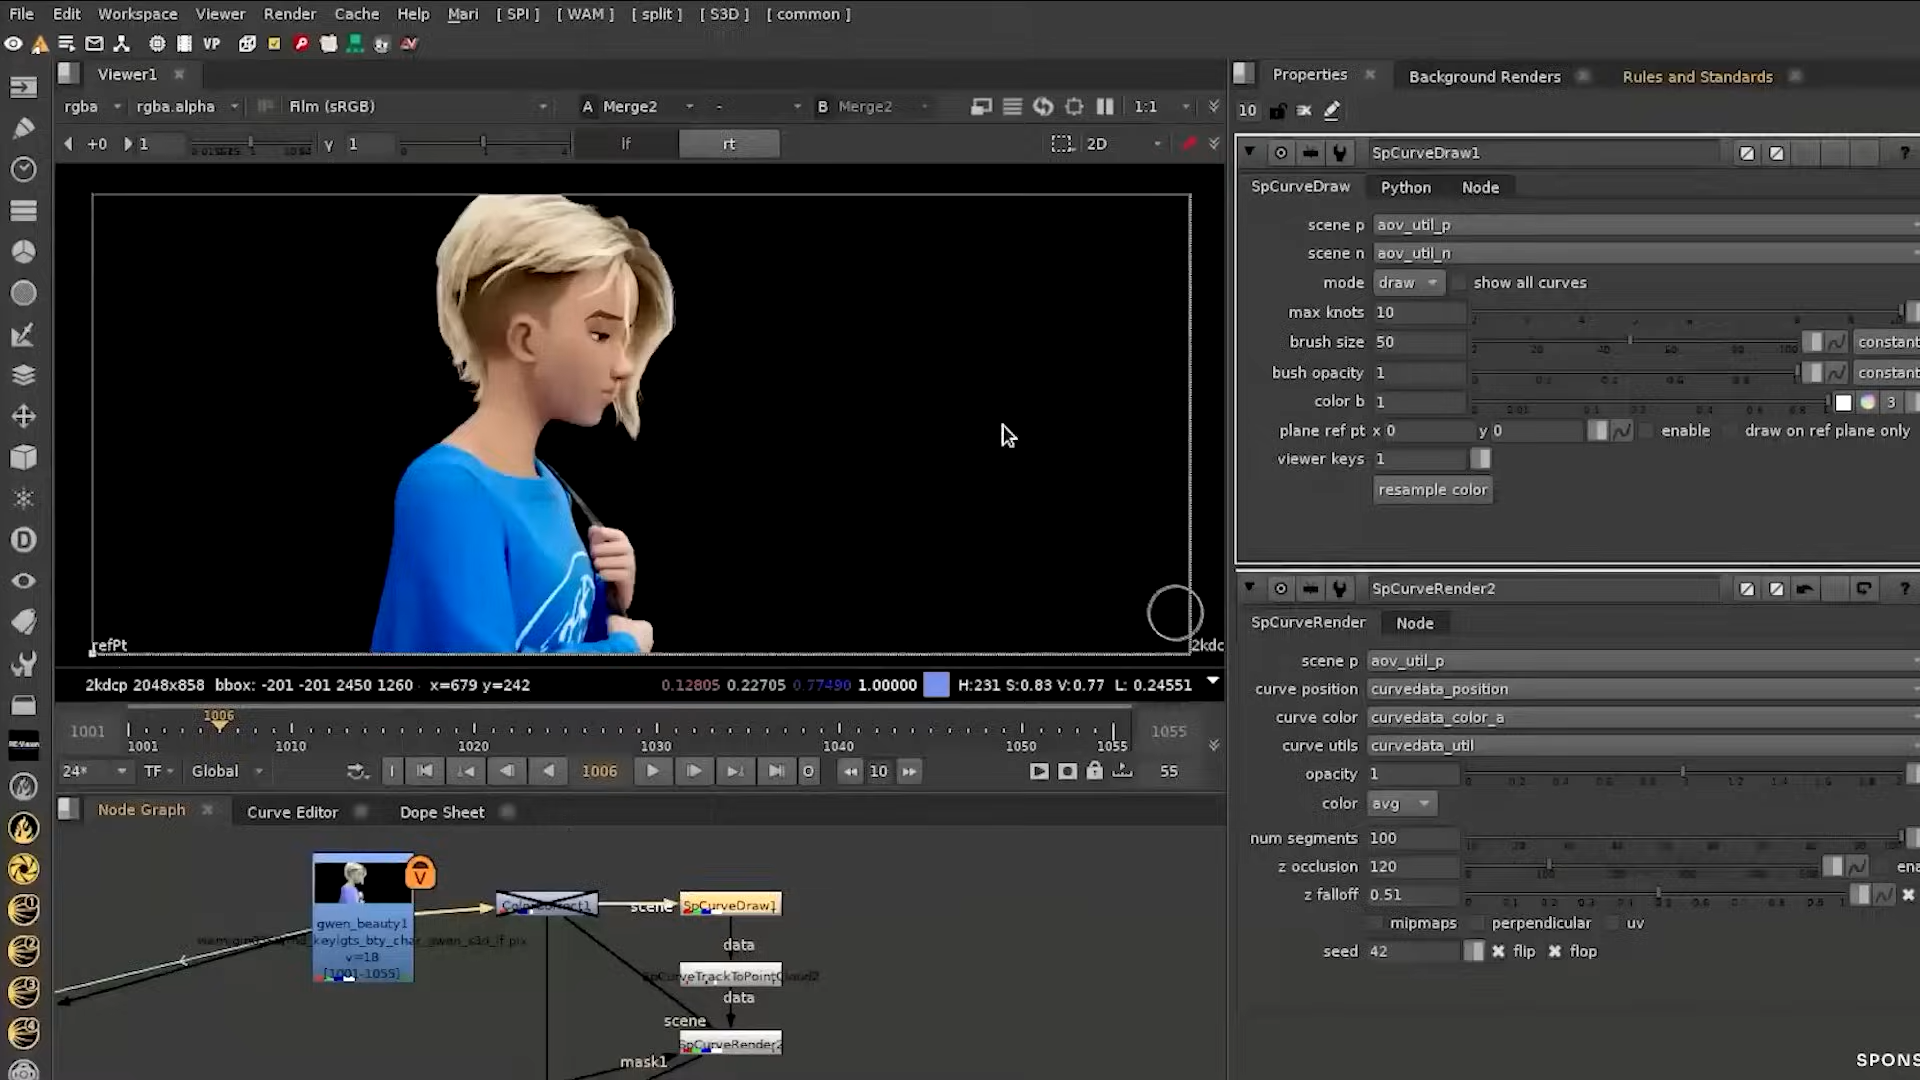 File Edit Workspace Viewer Render Cache Help Mari [ SPI ] [ WAM ] [ split ] [ S3D ] [ common ]
VP
Viewer1
rgba rgba.alpha Film (sRGB) A Merge2 - B Merge2 1:1
+0 1 γ 1 lf rt 2D
refPt
2kdc
2kdcp 2048x858 bbox: -201 -201 2450 1260 x=679 y=242 0.12805 0.22705 0.77490 1.00000 H:231 S:0.83 V:0.77 L: 0.24551
1001 1006 1055
1001 1010 1020 1030 1040 1050 1055
24* TF Global 1006 10 55
Node Graph Curve Editor Dope Sheet
V
gwen_beauty1
v=18
[1001-1055]
ColorCorrect1
scene
SpCurveDraw1
data
SpCurveTrackToPointCloud2
data
scene
SpCurveRender2
mask1
Properties Background Renders Rules and Standards
10
SpCurveDraw1 ?
SpCurveDraw Python Node
scene p aov_util_p
scene n aov_util_n
mode draw show all curves
max knots 10
brush size 50 constant
bush opacity 1 constant
color b 1 3
plane ref pt x 0 y 0 enable draw on ref plane only
viewer keys 1
resample color
SpCurveRender2 ?
SpCurveRender Node
scene p aov_util_p
curve position curvedata_position
curve color curvedata_color_a
curve utils curvedata_util
opacity 1
color avg
num segments 100
z occlusion 120 ena
z falloff 0.51
mipmaps perpendicular uv
seed 42 flip flop
SPONS